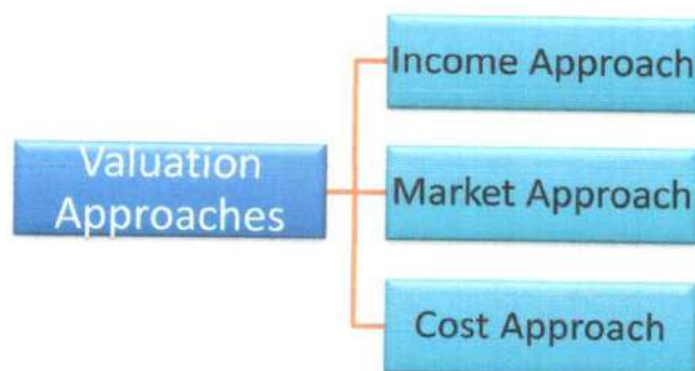 Valuation
Approaches
Income Approach
Market Approach
Cost Approach